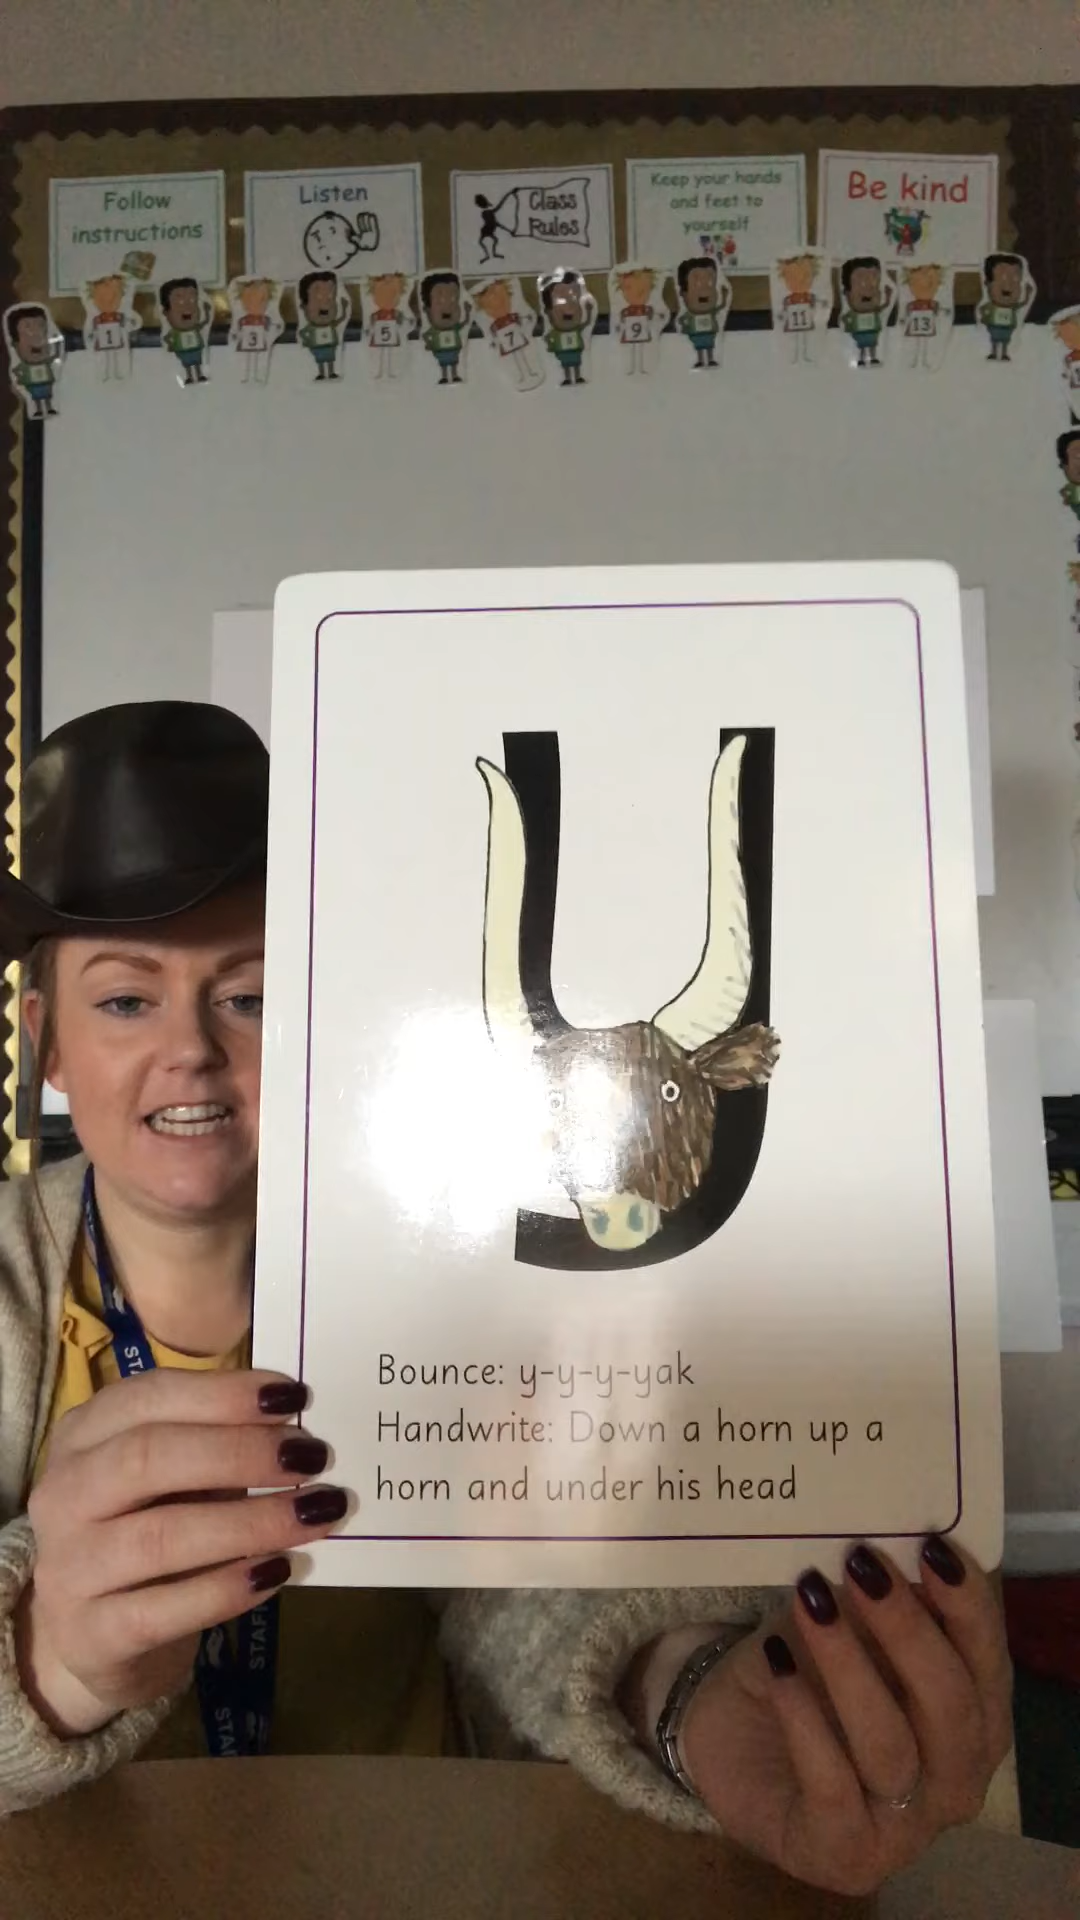 Follow
instructions
Listen
Class
Rules
Keep your hands
and feet to
yourself
Be kind
1
3
5
7
9
11
13
y
Bounce: y-y-y-yak
Handwrite: Down a horn up a
horn and under his head
STAFF